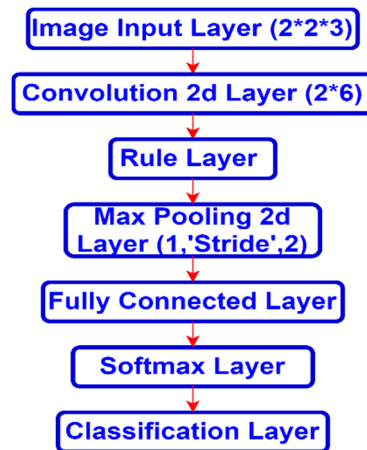 Image Input Layer (2*2*3)
Convolution 2d Layer (2*6)
Rule Layer
Max Pooling 2d
Layer (1,'Stride',2)
Fully Connected Layer
Softmax Layer
Classification Layer